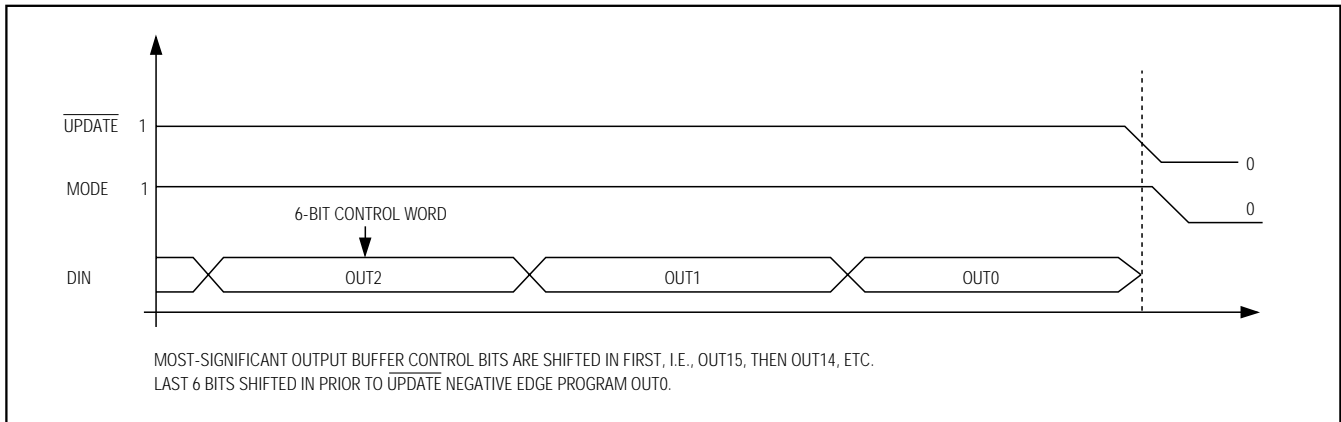 UPDATE 1
0
MODE 1
0
6-BIT CONTROL WORD
DIN OUT2 OUT1 OUT0
MOST-SIGNIFICANT OUTPUT BUFFER CONTROL BITS ARE SHIFTED IN FIRST, I.E., OUT15, THEN OUT14, ETC.
LAST 6 BITS SHIFTED IN PRIOR TO UPDATE NEGATIVE EDGE PROGRAM OUT0.